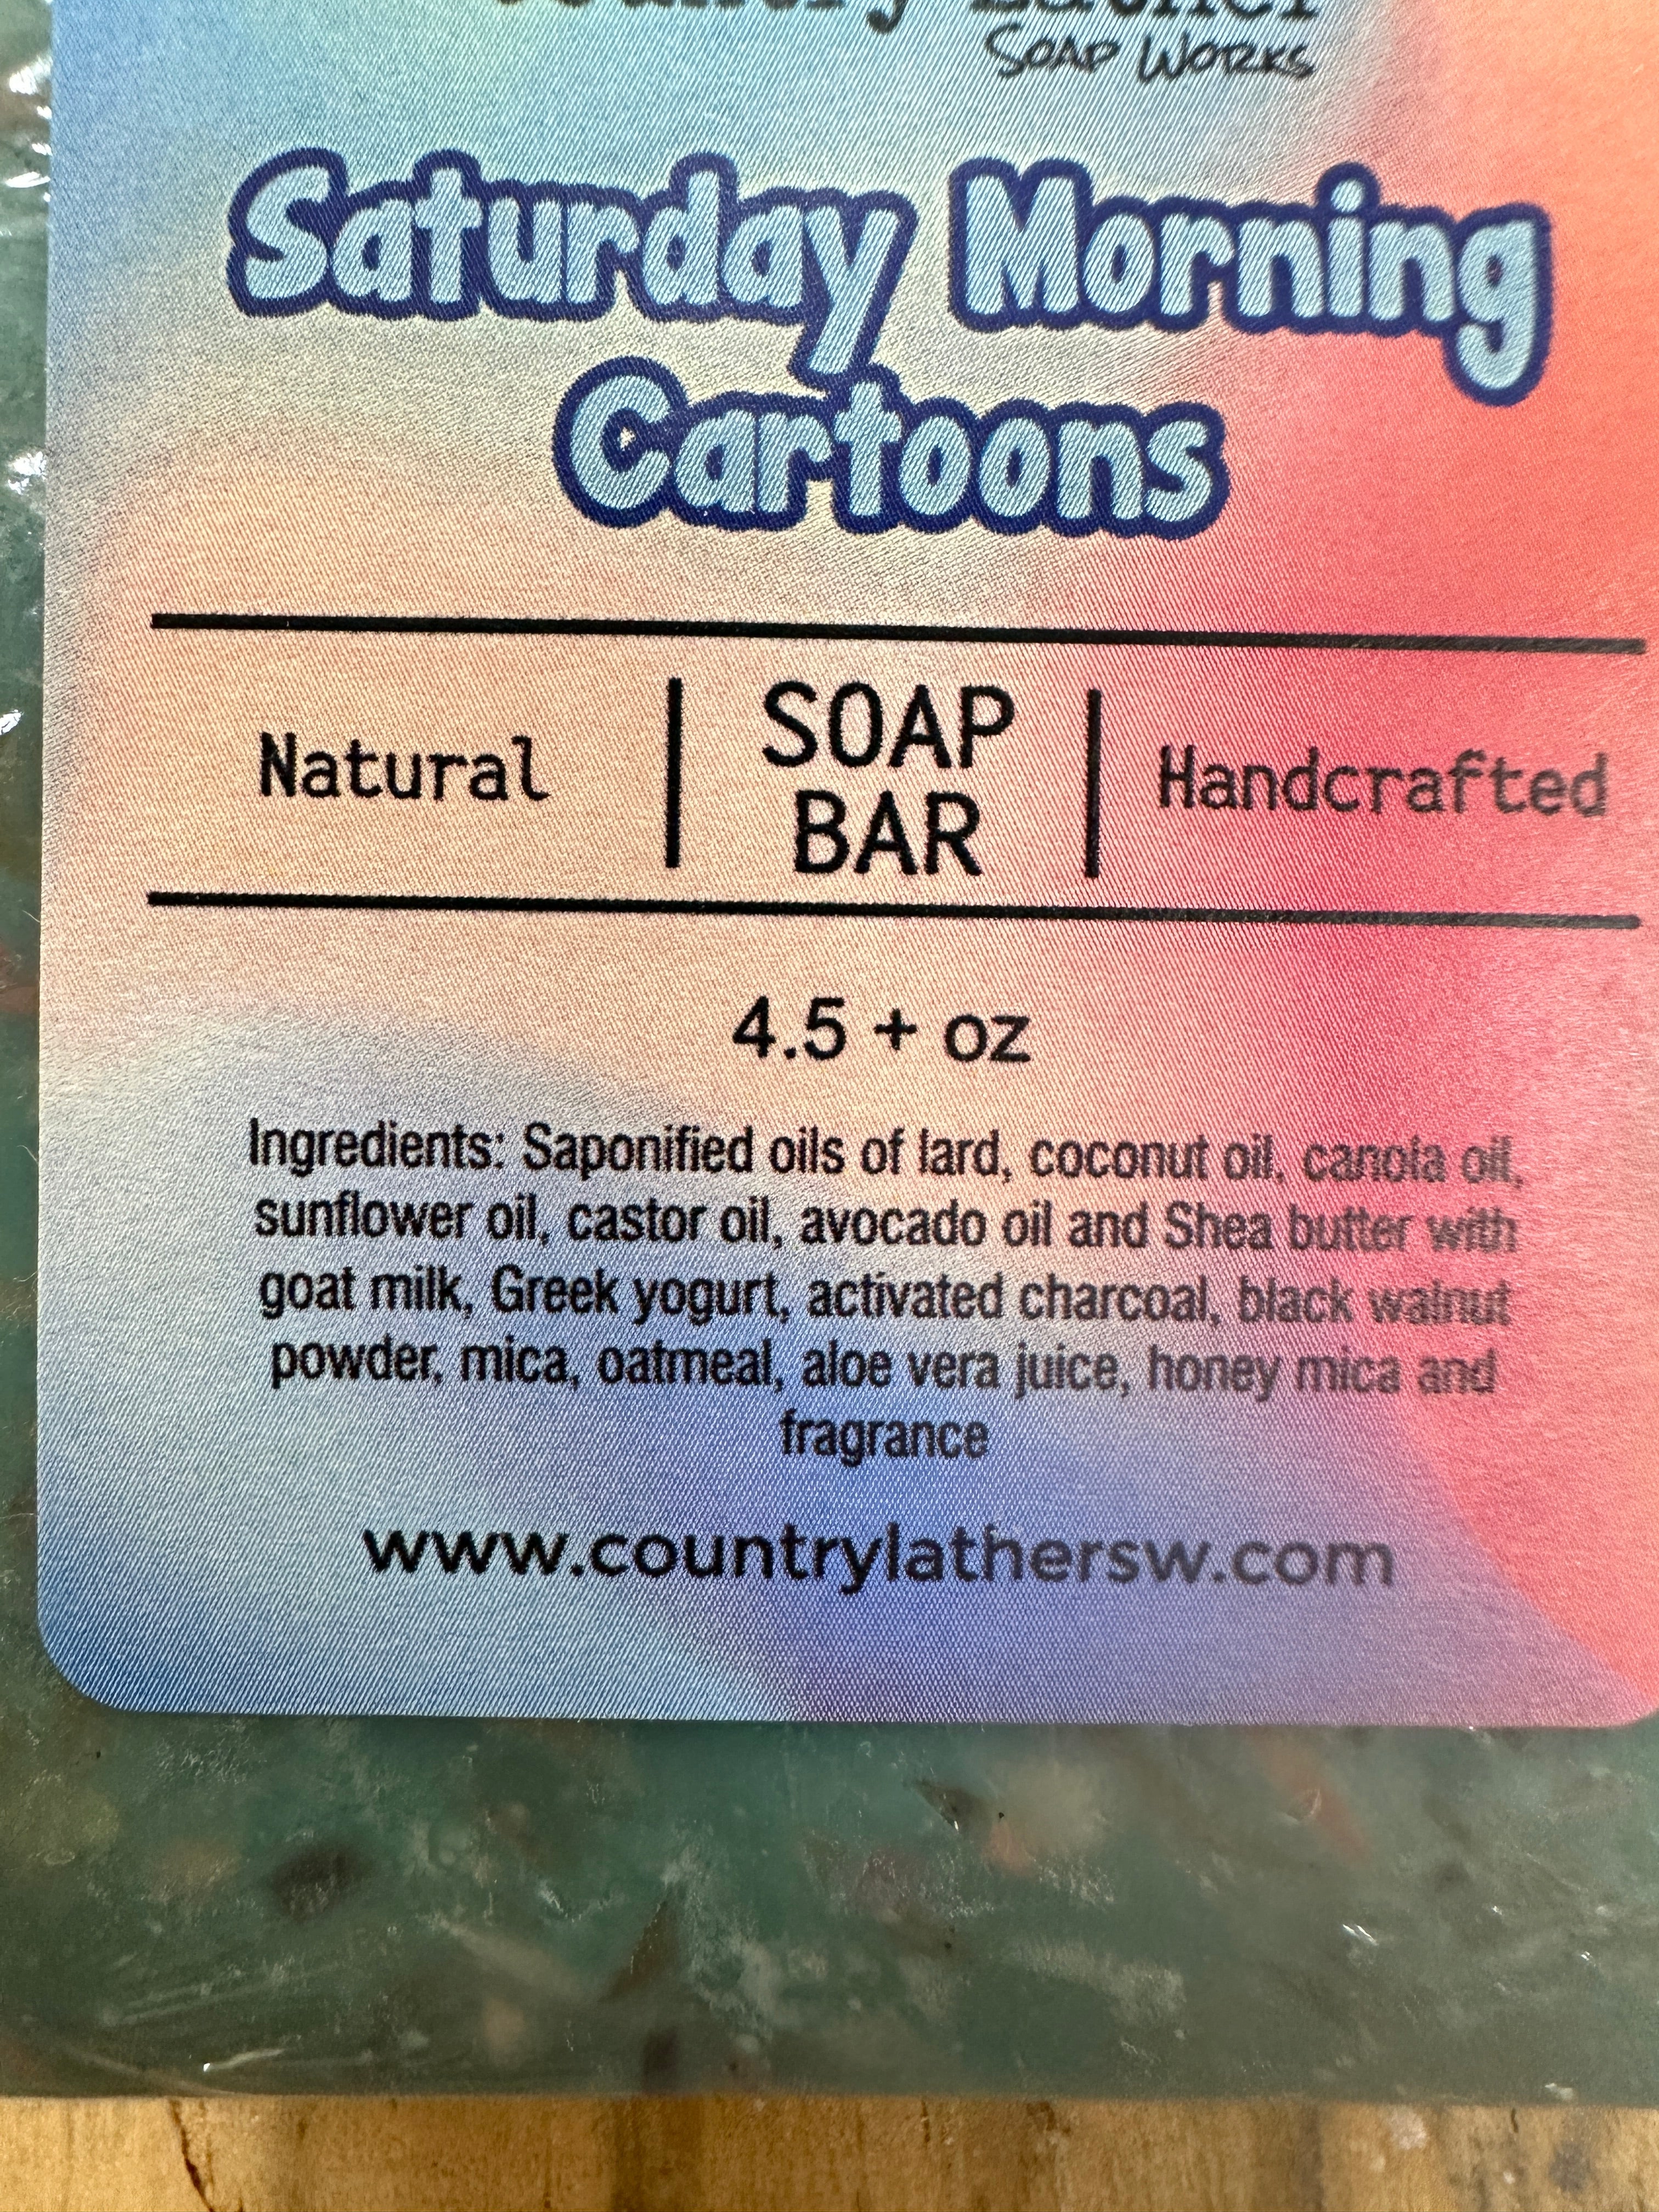 Country Lather
SOAP WORKS
Saturday Morning
Cartoons
Natural
SOAP
BAR
Handcrafted
4.5 + oz
Ingredients: Saponified oils of lard, coconut oil, canola oil,
sunflower oil, castor oil, avocado oil and Shea butter with
goat milk, Greek yogurt, activated charcoal, black walnut
powder, mica, oatmeal, aloe vera juice, honey mica and
fragrance
www.countrylathersw.com